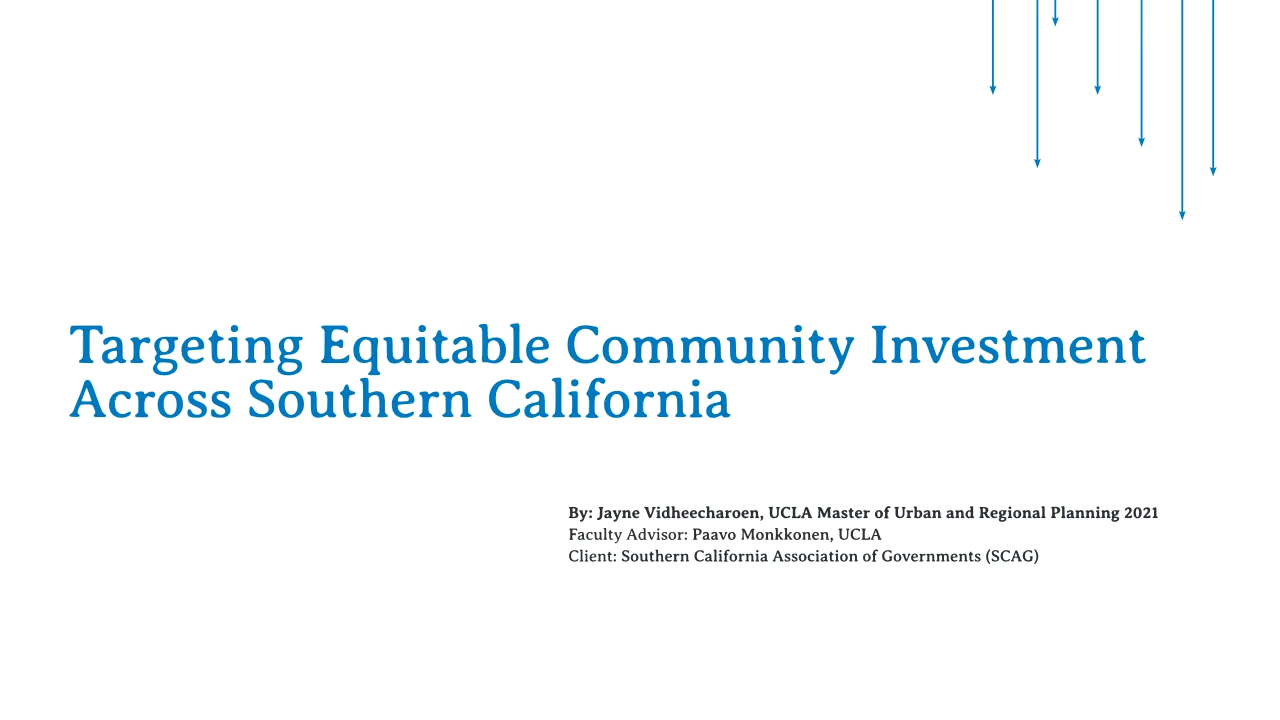 Targeting Equitable Community Investment
Across Southern California
By: Jayne Vidheecharoen, UCLA Master of Urban and Regional Planning 2021
Faculty Advisor: Paavo Monkkonen, UCLA
Client: Southern California Association of Governments (SCAG)